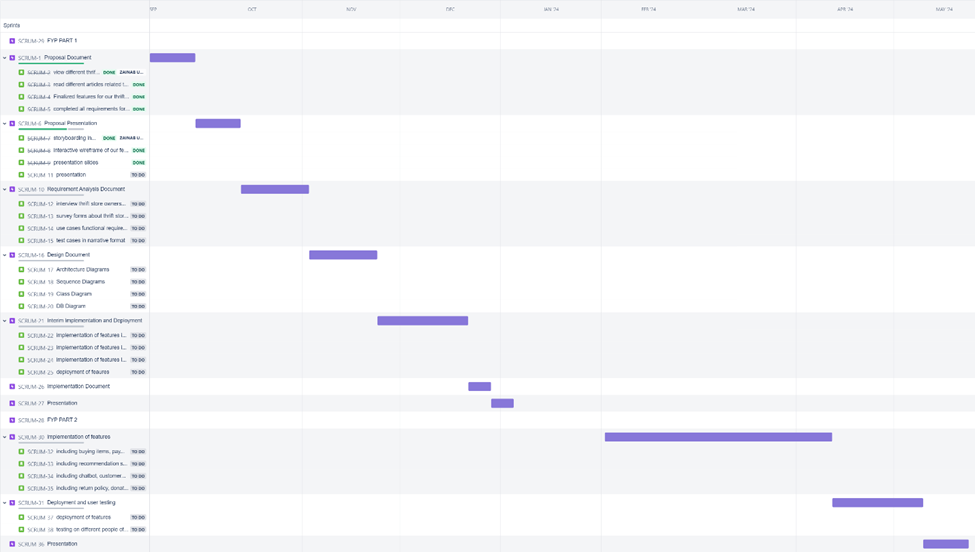 SEP OCT NOV DEC JAN '24 FEB '24 MAR '24 APR '24 MAY '24
Sprints
SCRUM-29 FYP PART 1
SCRUM-1 Proposal Document
SCRUM-2 view different thrif... DONE ZAINAB U...
SCRUM-3 read different articles related t... DONE
SCRUM-4 Finalized features for our thrift... DONE
SCRUM-5 completed all requirements for... DONE
SCRUM-6 Proposal Presentation
SCRUM-7 storyboarding in... DONE ZAINAB U...
SCRUM-8 interactive wireframe of our fe... DONE
SCRUM-9 presentation slides DONE
SCRUM-11 presentation TO DO
SCRUM-10 Requirement Analysis Document
SCRUM-12 interview thrift store owners... TO DO
SCRUM-13 survey forms about thrift stor... TO DO
SCRUM-14 use cases functional require... TO DO
SCRUM-15 test cases in narrative format TO DO
SCRUM-16 Design Document
SCRUM-17 Architecture Diagrams TO DO
SCRUM-18 Sequence Diagrams TO DO
SCRUM-19 Class Diagram TO DO
SCRUM-20 DB Diagram TO DO
SCRUM-21 Interim Implementation and Deployment
SCRUM-22 implementation of features i... TO DO
SCRUM-23 implementation of features i... TO DO
SCRUM-24 implementation of features i... TO DO
SCRUM-25 deployment of feaures TO DO
SCRUM-26 Implementation Document
SCRUM-27 Presentation
SCRUM-28 FYP PART 2
SCRUM-30 Implementation of features
SCRUM-32 including buying items, pay... TO DO
SCRUM-33 including recommendation s... TO DO
SCRUM-34 including chatbot, customer... TO DO
SCRUM-35 including return policy, donat... TO DO
SCRUM-31 Deployment and user testing
SCRUM-37 deployment of features TO DO
SCRUM-38 testing on different people of... TO DO
SCRUM-36 Presentation